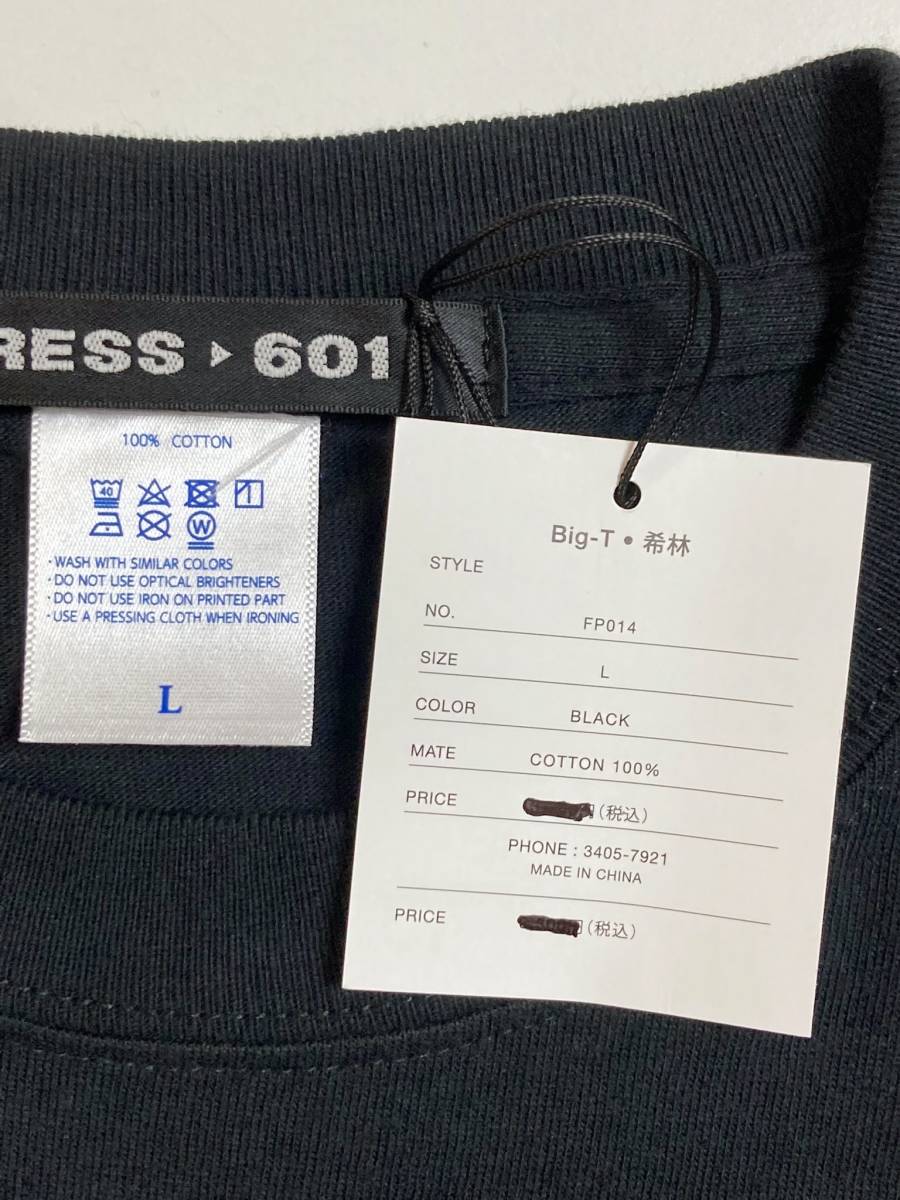 RESS ▸ 601
100% COTTON
40
W
・WASH WITH SIMILAR COLORS
・DO NOT USE OPTICAL BRIGHTENERS
・DO NOT USE IRON ON PRINTED PART
・USE A PRESSING CLOTH WHEN IRONING
L
Big-T・希林
STYLE
NO. FP014
SIZE L
COLOR BLACK
MATE COTTON 100%
PRICE 円(税込)
PHONE : 3405-7921
MADE IN CHINA
PRICE 円(税込)